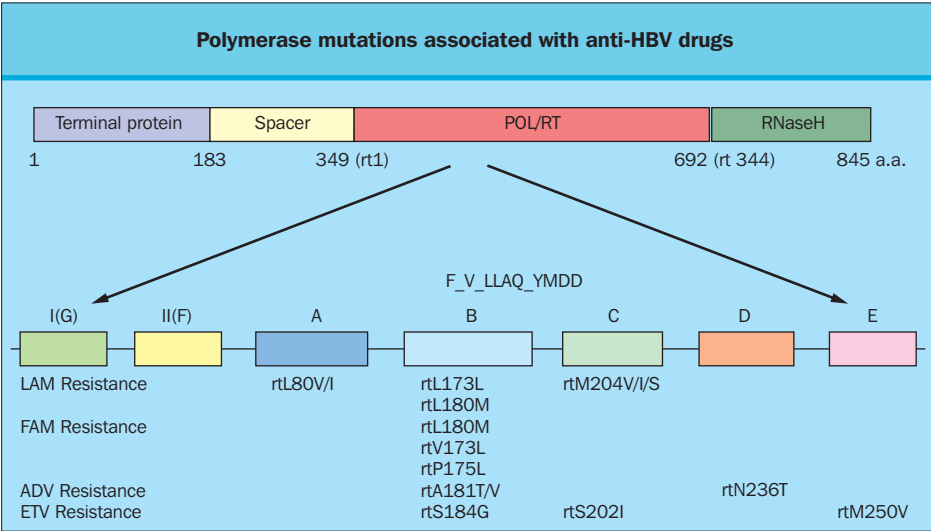 Polymerase mutations associated with anti-HBV drugs
Terminal protein Spacer POL/RT RNaseH
1 183 349 (rt1) 692 (rt 344) 845 a.a.
F_V_LLAQ_YMDD
I(G) II(F) A B C D E
LAM Resistance rtL80V/I rtL173L rtM204V/I/S
rtL180M
FAM Resistance rtL180M
rtV173L
rtP175L
ADV Resistance rtA181T/V rtN236T
ETV Resistance rtS184G rtS202I rtM250V